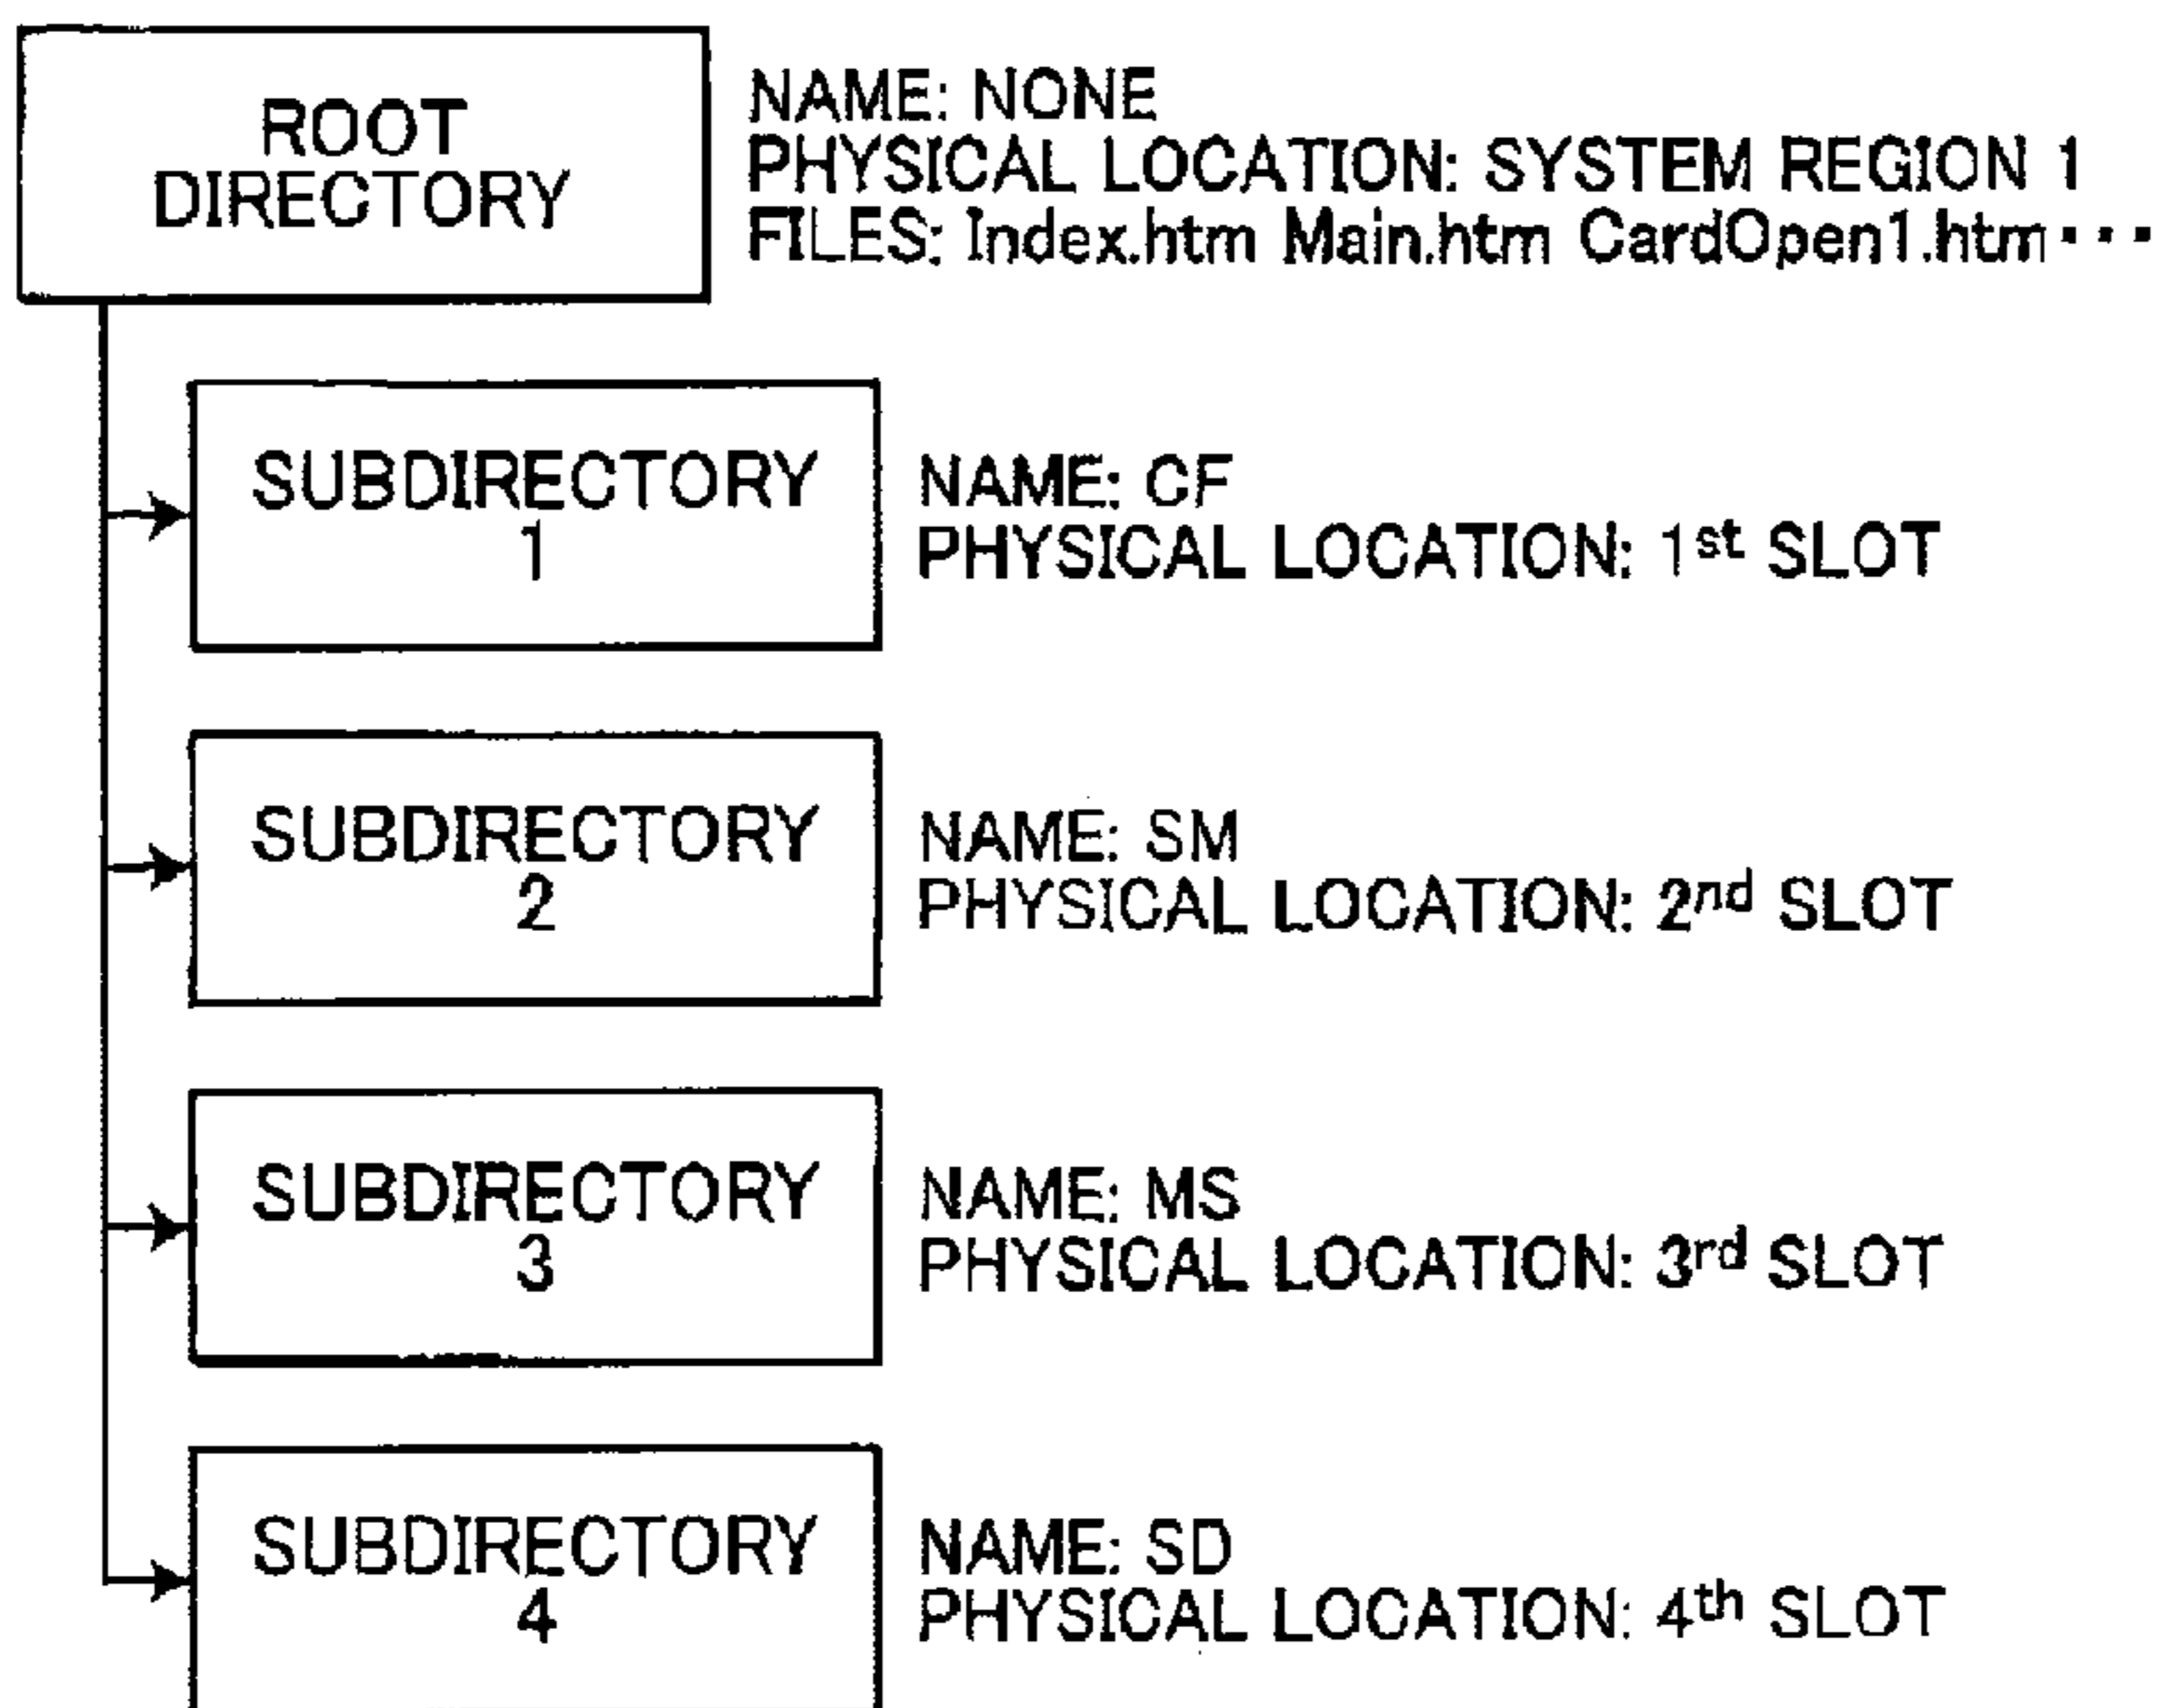 ROOT
DIRECTORY
NAME: NONE
PHYSICAL LOCATION: SYSTEM REGION 1
FILES: Index.htm Main.htm CardOpen1.htm···
SUBDIRECTORY
1
NAME: CF
PHYSICAL LOCATION: 1st SLOT
SUBDIRECTORY
2
NAME: SM
PHYSICAL LOCATION: 2nd SLOT
SUBDIRECTORY
3
NAME: MS
PHYSICAL LOCATION: 3rd SLOT
SUBDIRECTORY
4
NAME: SD
PHYSICAL LOCATION: 4th SLOT